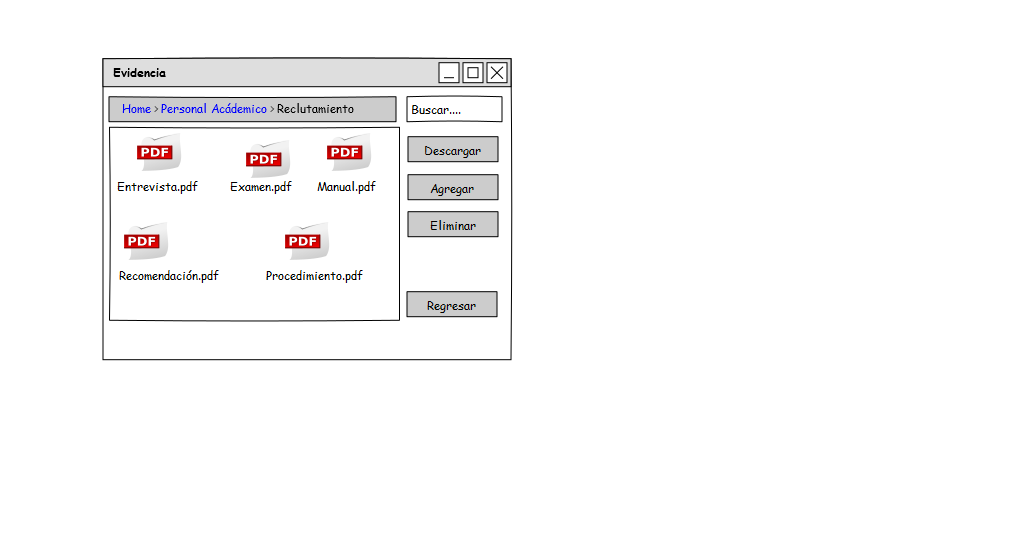 Evidencia
Home > Personal Acádemico > Reclutamiento
Buscar....
PDF
PDF
PDF
Entrevista.pdf
Examen.pdf
Manual.pdf
PDF
PDF
Recomendación.pdf
Procedimiento.pdf
Descargar
Agregar
Eliminar
Regresar